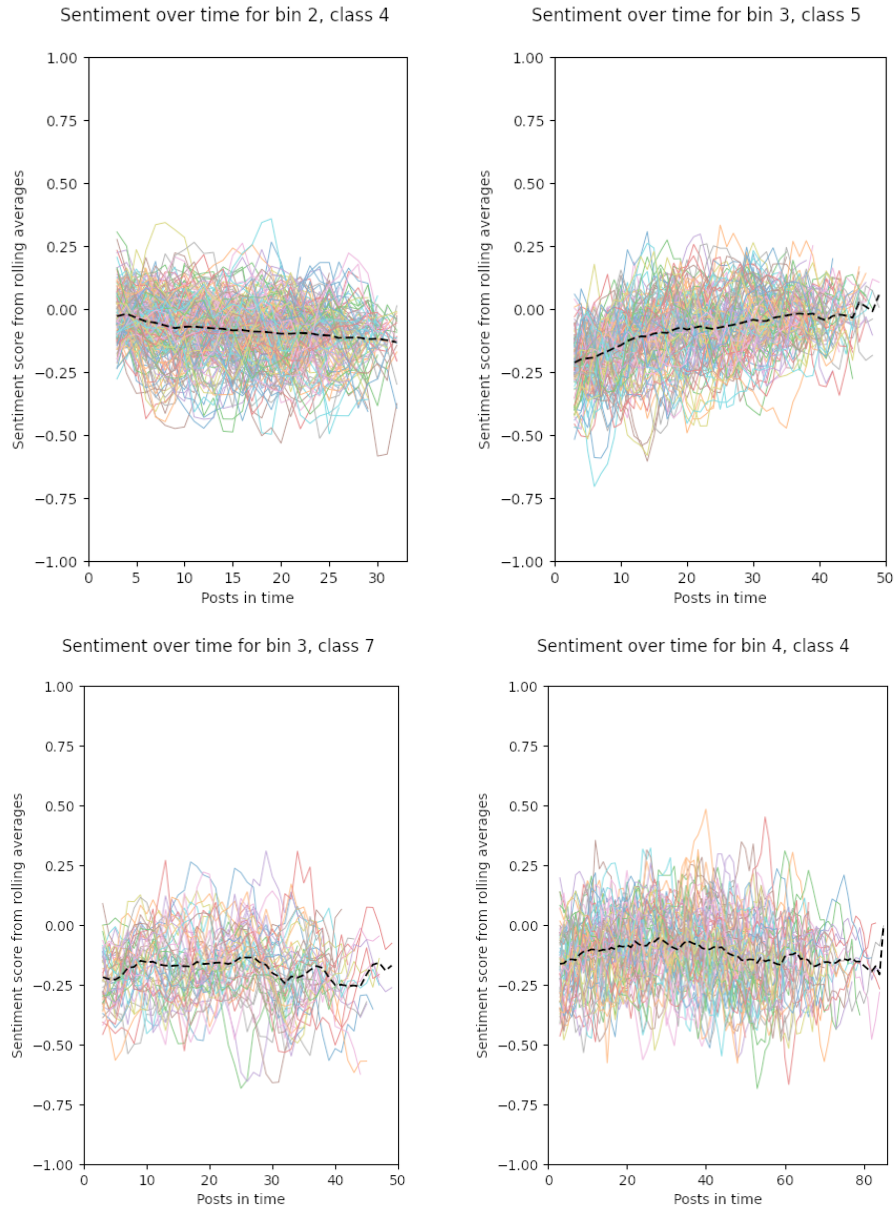 Sentiment over time for bin 2, class 4
1.00
0.75
0.50
0.25
0.00
−0.25
−0.50
−0.75
−1.00
Sentiment score from rolling averages
0 5 10 15 20 25 30
Posts in time
Sentiment over time for bin 3, class 5
1.00
0.75
0.50
0.25
0.00
−0.25
−0.50
−0.75
−1.00
Sentiment score from rolling averages
0 10 20 30 40 50
Posts in time
Sentiment over time for bin 3, class 7
1.00
0.75
0.50
0.25
0.00
−0.25
−0.50
−0.75
−1.00
Sentiment score from rolling averages
0 10 20 30 40 50
Posts in time
Sentiment over time for bin 4, class 4
1.00
0.75
0.50
0.25
0.00
−0.25
−0.50
−0.75
−1.00
Sentiment score from rolling averages
0 20 40 60 80
Posts in time